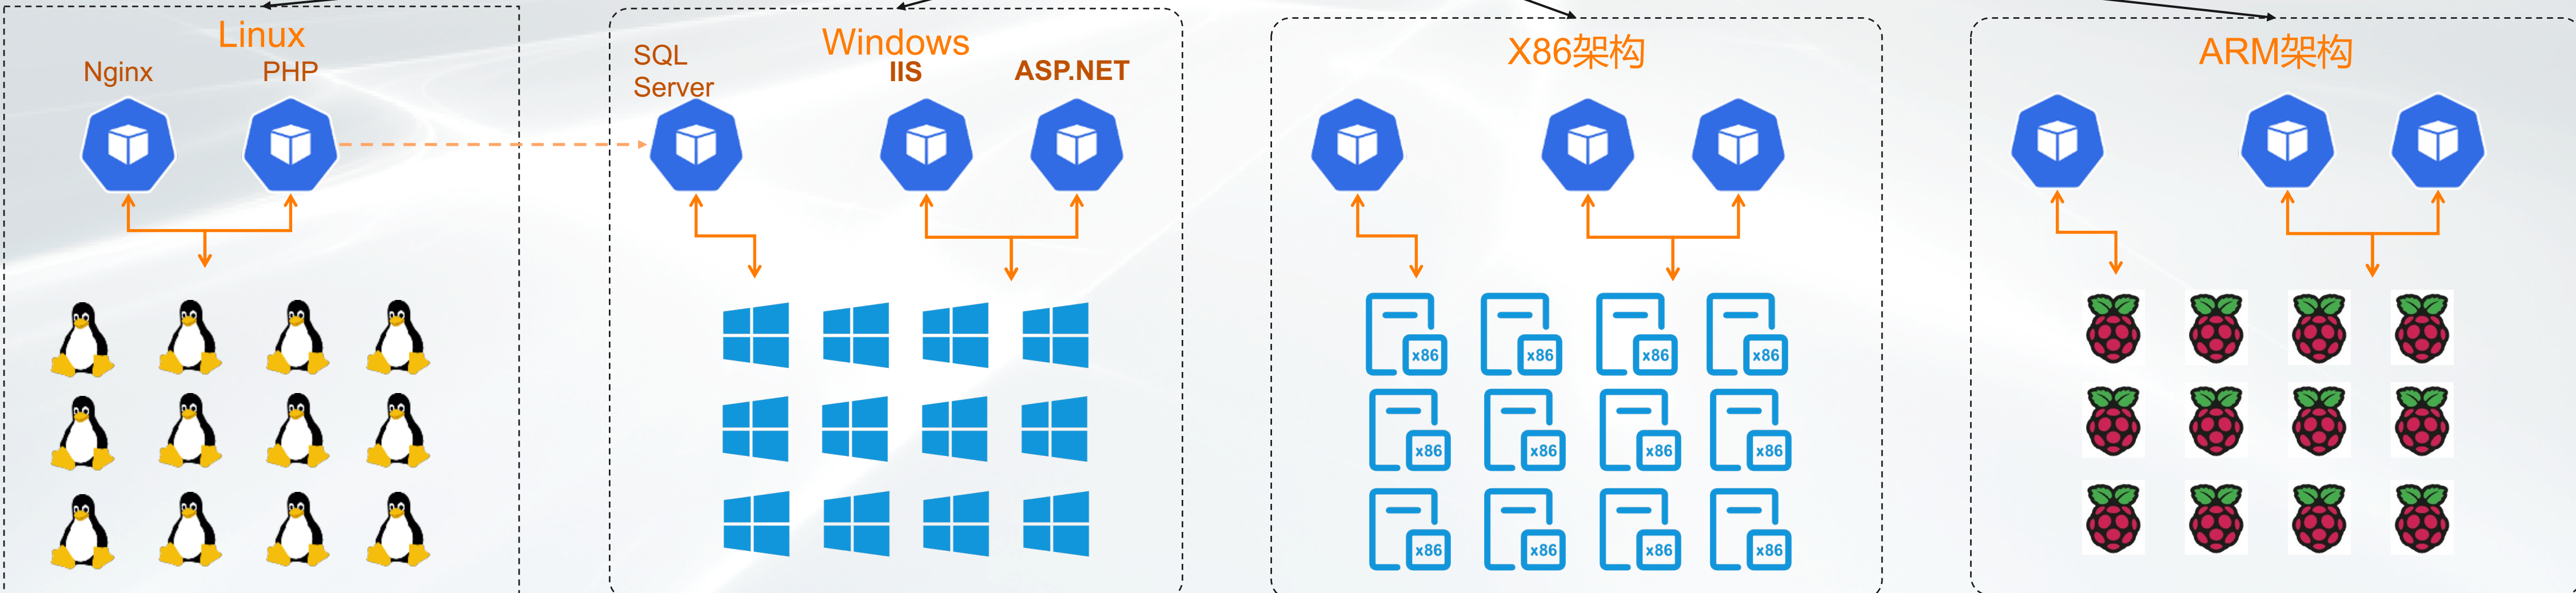 Linux
Nginx
PHP
Windows
SQL
Server
IIS
ASP.NET
X86架构
ARM架构
x86
x86
x86
x86
x86
x86
x86
x86
x86
x86
x86
x86